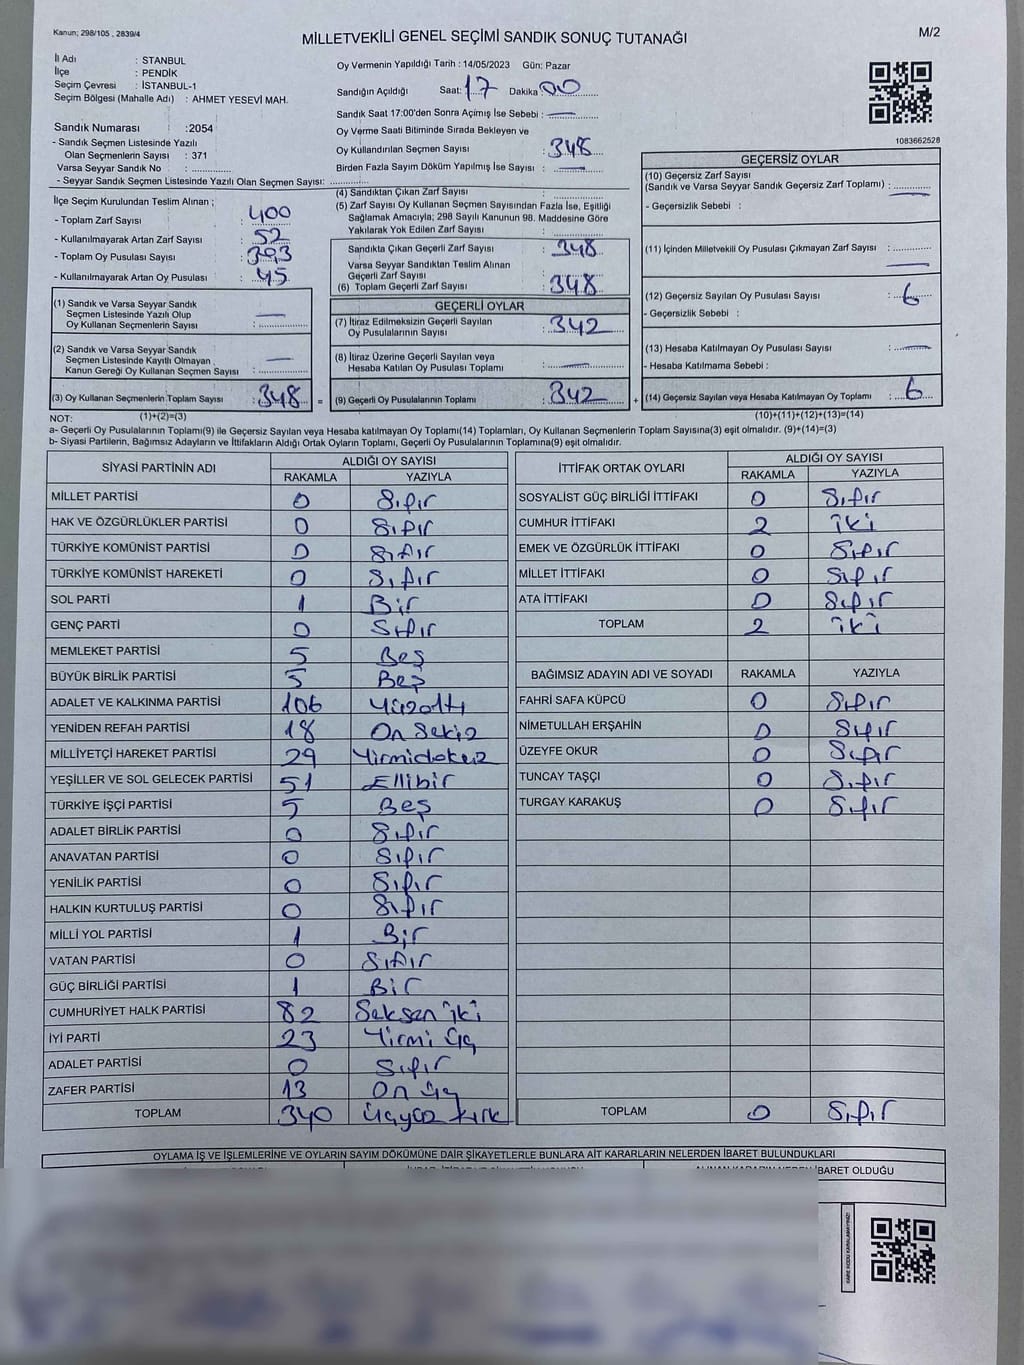 Kanun; 298/105 , 2839/4
M/2
MİLLETVEKİLİ GENEL SEÇİMİ SANDIK SONUÇ TUTANAĞI
İl Adı : STANBUL
İlçe : PENDİK
Seçim Çevresi : İSTANBUL-1
Seçim Bölgesi (Mahalle Adı) : AHMET YESEVİ MAH.
Sandık Numarası :2054
- Sandık Seçmen Listesinde Yazılı
Olan Seçmenlerin Sayısı : 371
Varsa Seyyar Sandık No :
- Seyyar Sandık Seçmen Listesinde Yazılı Olan Seçmen Sayısı:
Oy Vermenin Yapıldığı Tarih : 14/05/2023 Gün: Pazar
Sandığın Açıldığı Saat: 17 Dakika: 00
Sandık Saat 17:00'den Sonra Açımış İse Sebebi : —
Oy Verme Saati Bitiminde Sırada Bekleyen ve
Oy Kullandırılan Seçmen Sayısı : 348
Birden Fazla Sayım Döküm Yapılmış İse Sayısı : —
1083662528
İlçe Seçim Kurulundan Teslim Alınan ;
- Toplam Zarf Sayısı : 400
- Kullanılmayarak Artan Zarf Sayısı : 52
- Toplam Oy Pusulası Sayısı : 393
- Kullanılmayarak Artan Oy Pusulası : 45
(1) Sandık ve Varsa Seyyar Sandık
Seçmen Listesinde Yazılı Olup
Oy Kullanan Seçmenlerin Sayısı : —
(2) Sandık ve Varsa Seyyar Sandık
Seçmen Listesinde Kayıtlı Olmayan
Kanun Gereği Oy Kullanan Seçmen Sayısı : —
(3) Oy Kullanan Seçmenlerin Toplam Sayısı : 348 =
(4) Sandıktan Çıkan Zarf Sayısı :
(5) Zarf Sayısı Oy Kullanan Seçmen Sayısından Fazla İse, Eşitliği
Sağlamak Amacıyla; 298 Sayılı Kanunun 98. Maddesine Göre
Yakılarak Yok Edilen Zarf Sayısı :
Sandıkta Çıkan Geçerli Zarf Sayısı : 348
Varsa Seyyar Sandıktan Teslim Alınan
Geçerli Zarf Sayısı
(6) Toplam Geçerli Zarf Sayısı : 348
GEÇERLİ OYLAR
(7) İtiraz Edilmeksizin Geçerli Sayılan
Oy Pusulalarının Sayısı : 342
(8) İtiraz Üzerine Geçerli Sayılan veya
Hesaba Katılan Oy Pusulası Toplamı : —
(9) Geçerli Oy Pusulalarının Toplamı : 342 +
GEÇERSİZ OYLAR
(10) Geçersiz Zarf Sayısı
(Sandık ve Varsa Seyyar Sandık Geçersiz Zarf Toplamı) : —
- Geçersizlik Sebebi :
(11) İçinden Milletvekili Oy Pusulası Çıkmayan Zarf Sayısı : —
(12) Geçersiz Sayılan Oy Pusulası Sayısı : 6
- Geçersizlik Sebebi :
(13) Hesaba Katılmayan Oy Pusulası Sayısı : —
- Hesaba Katılmama Sebebi :
(14) Geçersiz Sayılan veya Hesaba Katılmayan Oy Toplamı : 6
NOT: (1)+(2)=(3) (10)+(11)+(12)+(13)=(14)
a- Geçerli Oy Pusulalarının Toplamı(9) ile Geçersiz Sayılan veya Hesaba katılmayan Oy Toplamı(14) Toplamları, Oy Kullanan Seçmenlerin Toplam Sayısına(3) eşit olmalıdır. (9)+(14)=(3)
b- Siyasi Partilerin, Bağımsız Adayların ve İttifakların Aldığı Ortak Oyların Toplamı, Geçerli Oy Pusulalarının Toplamına(9) eşit olmalıdır.
SİYASİ PARTİNİN ADI ALDIĞI OY SAYISI
RAKAMLA YAZIYLA
MİLLET PARTİSİ 0 Sıfır
HAK VE ÖZGÜRLÜKLER PARTİSİ 0 Sıfır
TÜRKİYE KOMÜNİST PARTİSİ 0 Sıfır
TÜRKİYE KOMÜNİST HAREKETİ 0 Sıfır
SOL PARTİ 1 Bir
GENÇ PARTİ 0 Sıfır
MEMLEKET PARTİSİ 5 Beş
BÜYÜK BİRLİK PARTİSİ 5 Beş
ADALET VE KALKINMA PARTİSİ 106 Yüzaltı
YENİDEN REFAH PARTİSİ 18 On Sekiz
MİLLİYETÇİ HAREKET PARTİSİ 29 Yirmidokuz
YEŞİLLER VE SOL GELECEK PARTİSİ 51 Ellibir
TÜRKİYE İŞÇİ PARTİSİ 5 Beş
ADALET BİRLİK PARTİSİ 0 Sıfır
ANAVATAN PARTİSİ 0 Sıfır
YENİLİK PARTİSİ 0 Sıfır
HALKIN KURTULUŞ PARTİSİ 0 Sıfır
MİLLİ YOL PARTİSİ 1 Bir
VATAN PARTİSİ 0 Sıfır
GÜÇ BİRLİĞİ PARTİSİ 1 Bir
CUMHURİYET HALK PARTİSİ 82 Seksen iki
İYİ PARTİ 23 Yirmi üç
ADALET PARTİSİ 0 Sıfır
ZAFER PARTİSİ 13 On üç
TOPLAM 340 üçyüz kırk
İTTİFAK ORTAK OYLARI ALDIĞI OY SAYISI
RAKAMLA YAZIYLA
SOSYALİST GÜÇ BİRLİĞİ İTTİFAKI 0 Sıfır
CUMHUR İTTİFAKI 2 iki
EMEK VE ÖZGÜRLÜK İTTİFAKI 0 Sıfır
MİLLET İTTİFAKI 0 Sıfır
ATA İTTİFAKI 0 Sıfır
TOPLAM 2 iki
BAĞIMSIZ ADAYIN ADI VE SOYADI RAKAMLA YAZIYLA
FAHRİ SAFA KÜPCÜ 0 Sıfır
NİMETULLAH ERŞAHİN 0 Sıfır
ÜZEYFE OKUR 0 Sıfır
TUNCAY TAŞÇI 0 Sıfır
TURGAY KARAKUŞ 0 Sıfır
TOPLAM 0 Sıfır
OYLAMA İŞ VE İŞLEMLERİNE VE OYLARIN SAYIM DÖKÜMÜNE DAİR ŞİKAYETLERLE BUNLARA AİT KARARLARIN NELERDEN İBARET BULUNDUKLARI
İBARET OLDUĞU
KARE KODU KARALAMAYINIZ!